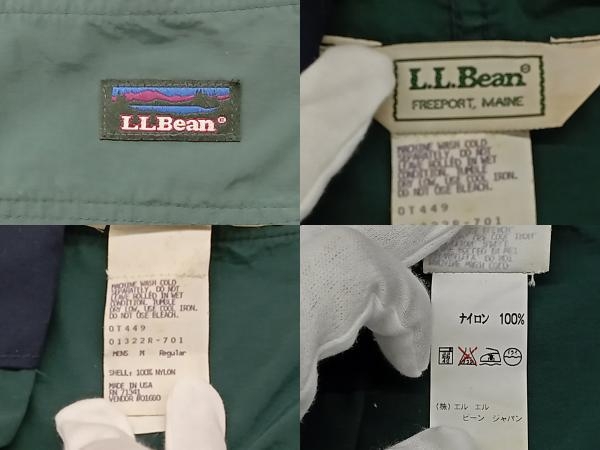 L.L.Bean®
L.L.Bean®
FREEPORT, MAINE
MACHINE WASH COLD
SEPARATELY. DO NOT
LEAVE ROLLED IN WET
CONDITION. TUMBLE
DRY LOW, USE COOL IRON.
DO NOT USE BLEACH.
0T449
01322R-701
MACHINE WASH COLD
SEPARATELY. DO NOT
LEAVE ROLLED IN WET
CONDITION. TUMBLE
DRY LOW, USE COOL IRON.
DO NOT USE BLEACH.
0T449
01322R-701
MENS M Regular
SHELL: 100% NYLON
MADE IN USA
RN 71341
VENDOR #01660
ナイロン 100%
(株) エル エル
ビーン ジャパン